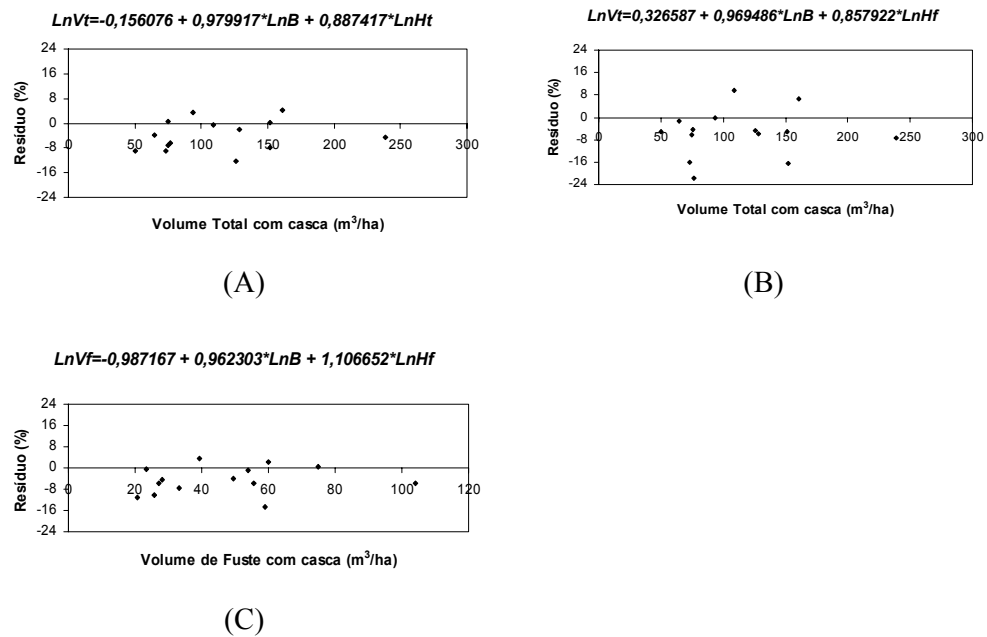 LnVt=-0,156076 + 0,979917*LnB + 0,887417*LnHt
24
16
8
0
-8
-16
-24
0 50 100 150 200 250 300
Resíduo (%)
Volume Total com casca (m³/ha)
(A)
LnVt=0,326587 + 0,969486*LnB + 0,857922*LnHf
24
16
8
0
-8
-16
-24
0 50 100 150 200 250 300
Resíduo (%)
Volume Total com casca (m³/ha)
(B)
LnVf=-0,987167 + 0,962303*LnB + 1,106652*LnHf
24
16
8
0
-8
-16
-24
0 20 40 60 80 100 120
Resíduo (%)
Volume de Fuste com casca (m³/ha)
(C)